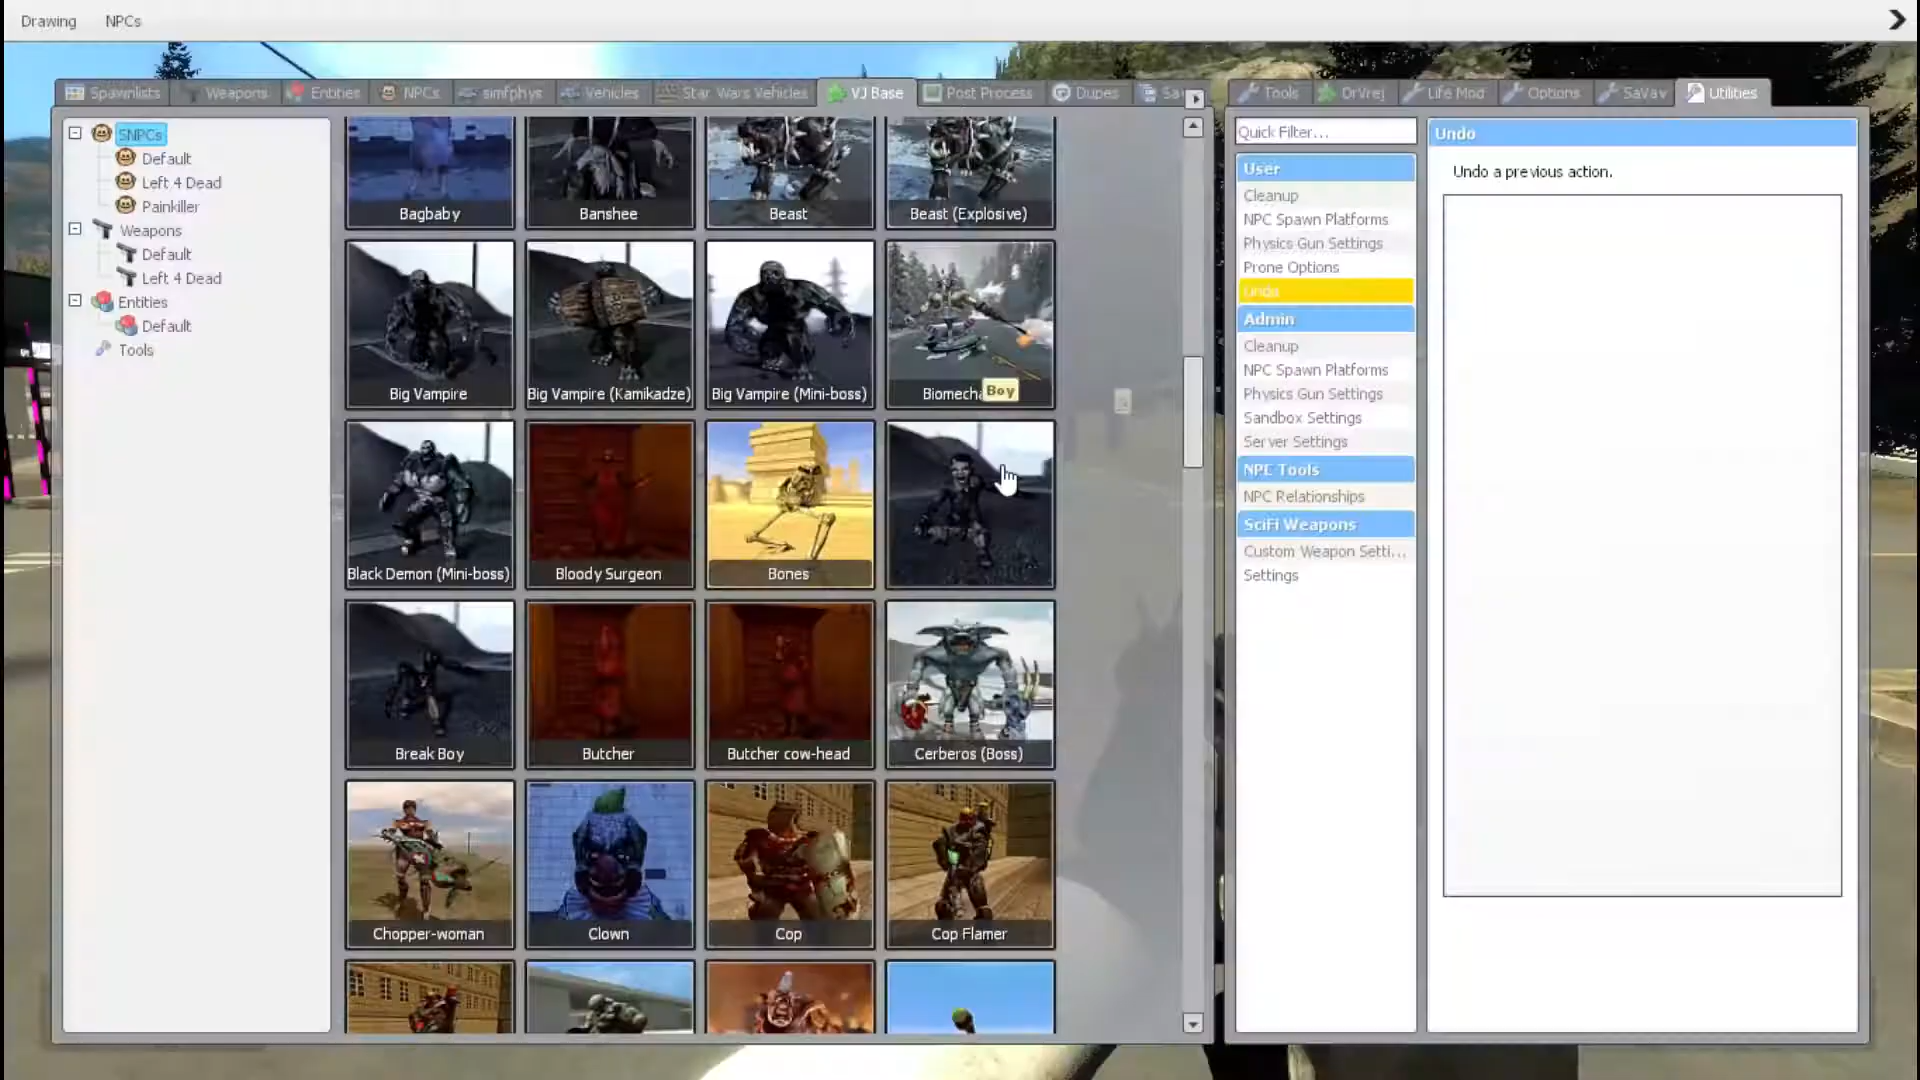 Drawing
NPCs
Spawnlists
Weapons
Entities
NPCs
simfphys
Vehicles
Star Wars Vehicles
VJ Base
Post Process
Dupes
Tools
DrVrej
Life Mod
Options
SaVav
Utilities
SNPCs
Default
Left 4 Dead
Painkiller
Weapons
Default
Left 4 Dead
Entities
Default
Tools
Bagbaby
Banshee
Beast
Beast (Explosive)
Big Vampire
Big Vampire (Kamikadze)
Big Vampire (Mini-boss)
Boy
Black Demon (Mini-boss)
Bloody Surgeon
Bones
Break Boy
Butcher
Butcher cow-head
Cerberos (Boss)
Chopper-woman
Clown
Cop
Cop Flamer
Quick Filter...
User
Cleanup
NPC Spawn Platforms
Physics Gun Settings
Prone Options
Undo
Admin
Cleanup
NPC Spawn Platforms
Physics Gun Settings
Sandbox Settings
Server Settings
NPC Tools
NPC Relationships
SciFi Weapons
Custom Weapon Setti...
Settings
Undo
Undo a previous action.